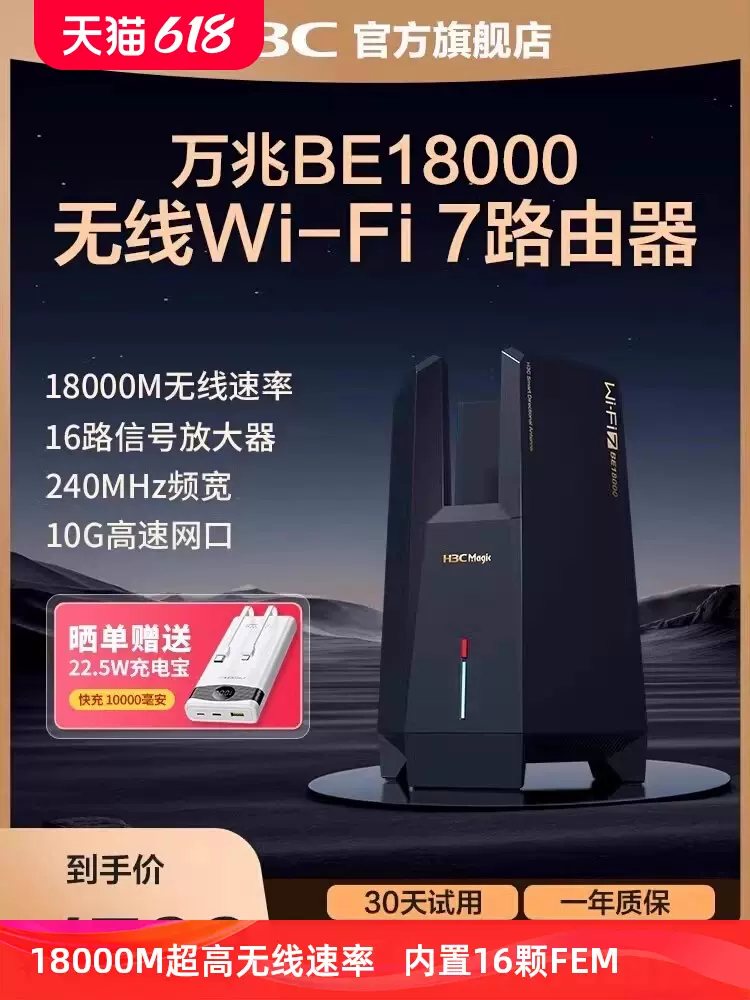 天猫618
3C 官方旗舰店
万兆BE18000
无线Wi-Fi 7路由器
18000M无线速率
16路信号放大器
240MHz频宽
10G高速网口
H3C Smart Directional Antenna
Wi-Fi 7 BE18000
H3C Magic
晒单赠送
22.5W充电宝
快充 10000毫安
到手价
30天试用
一年质保
18000M超高无线速率 内置16颗FEM